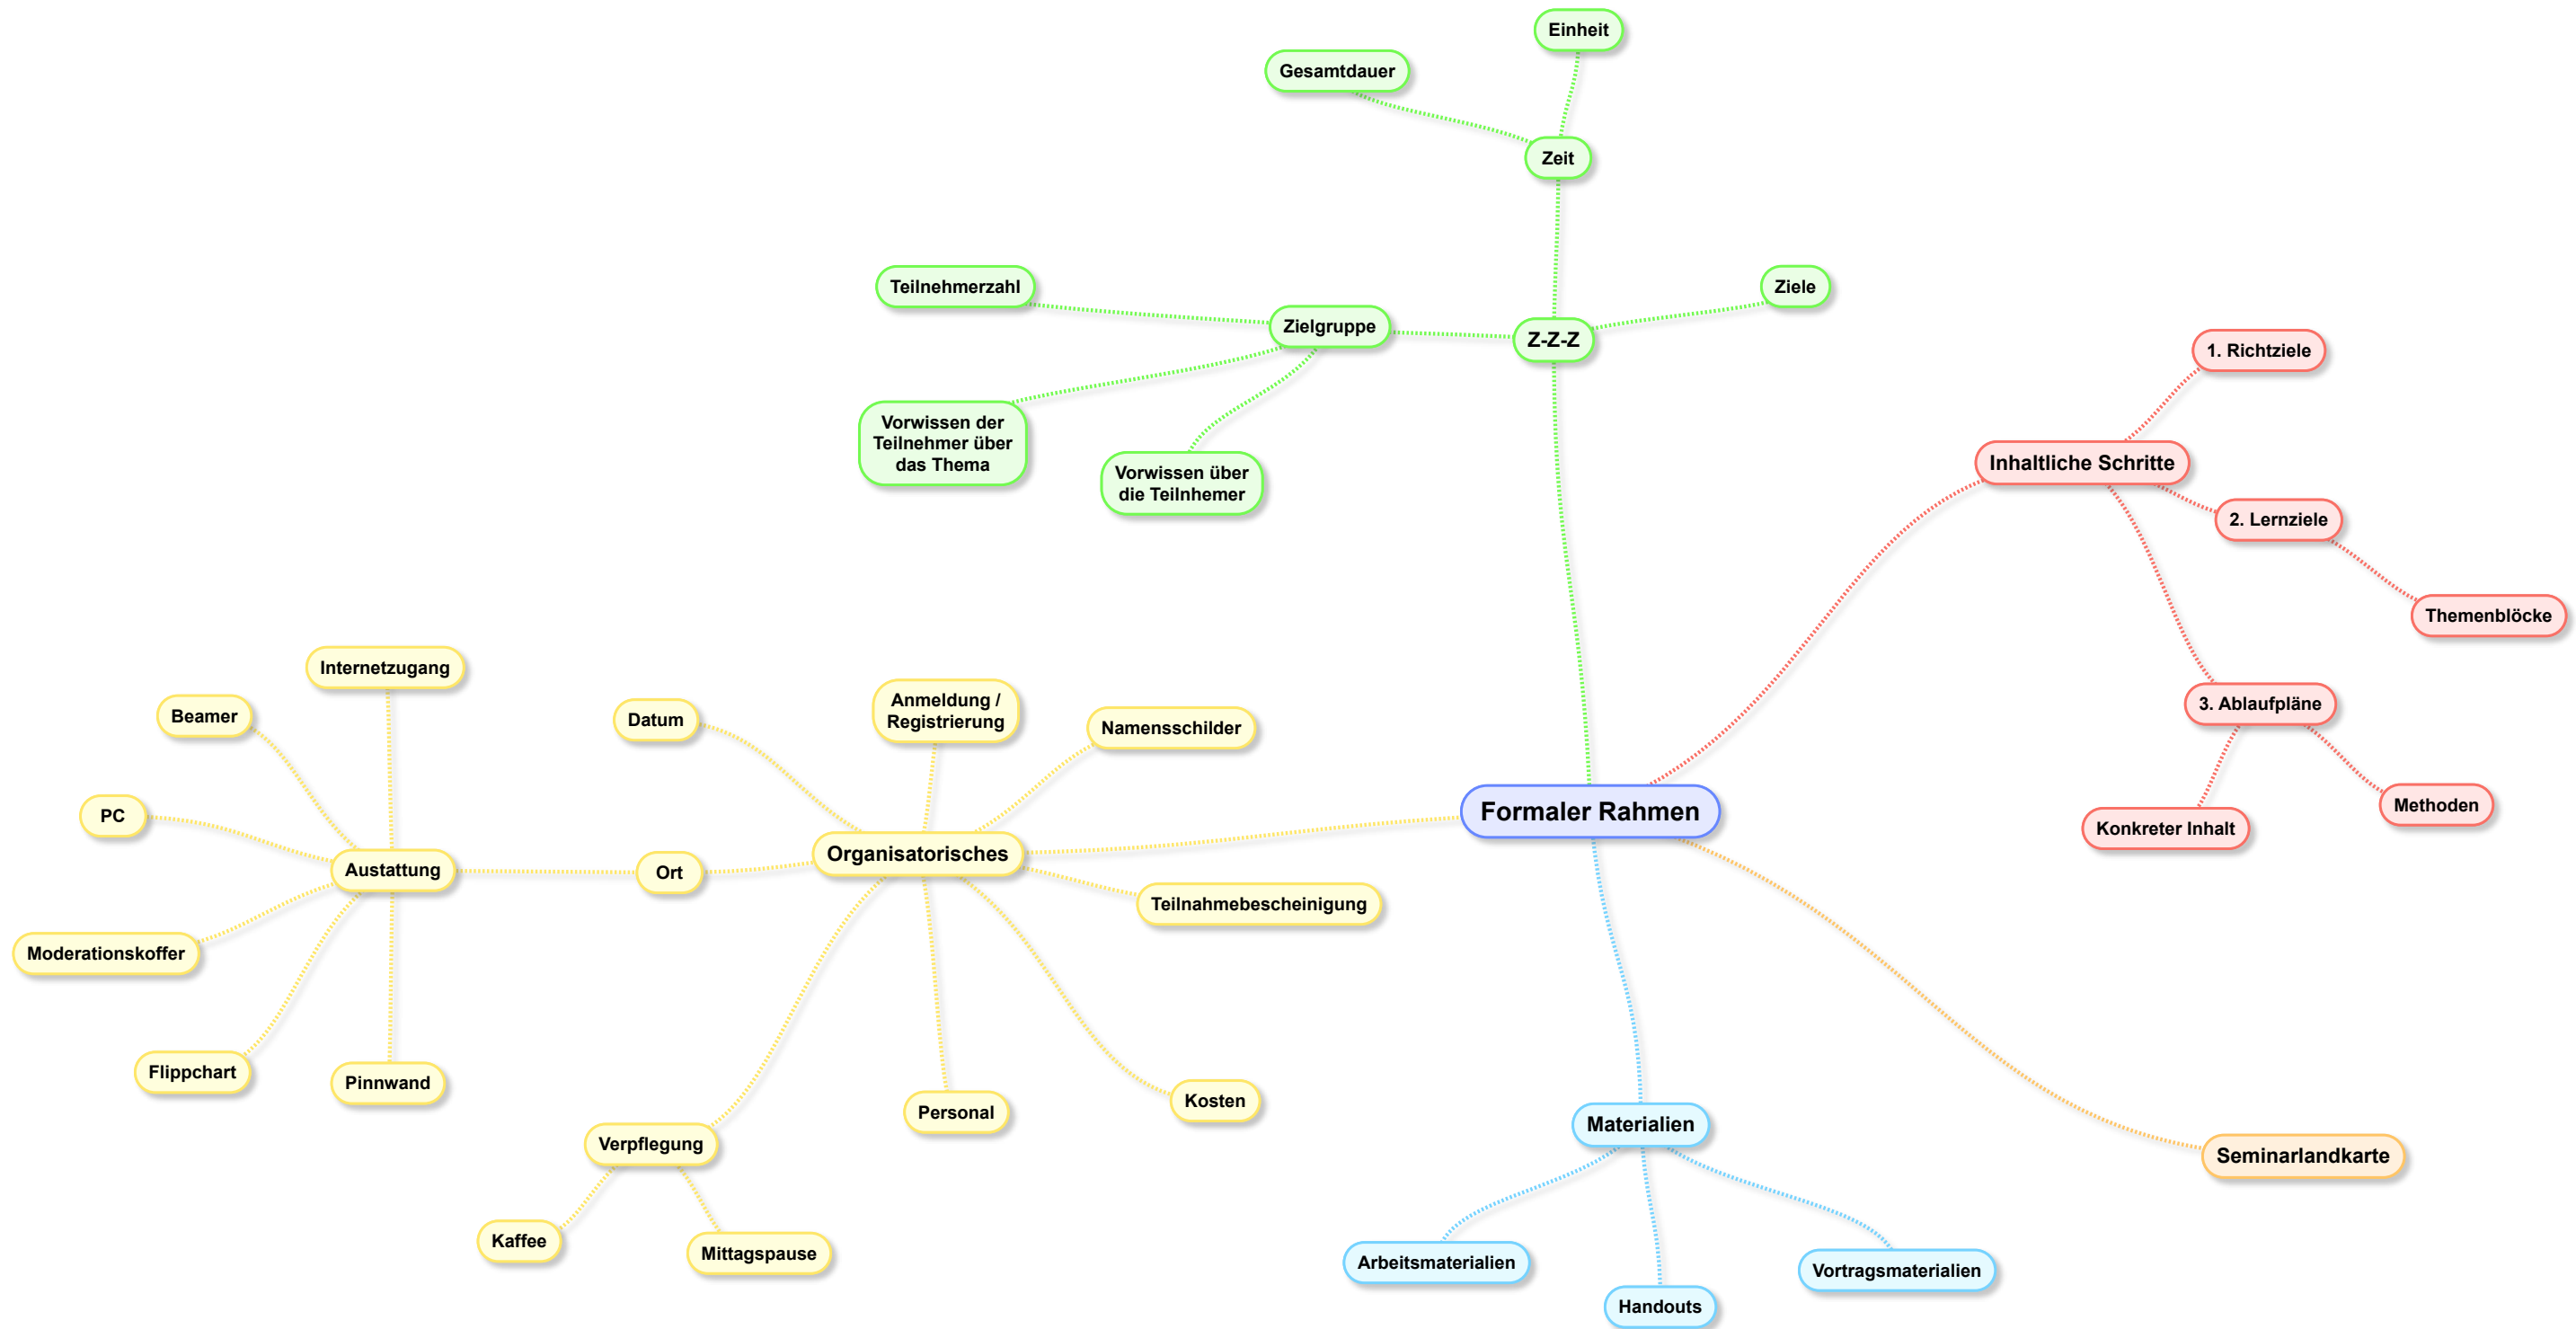 Einheit
Gesamtdauer
Zeit
Teilnehmerzahl
Ziele
Zielgruppe
Z-Z-Z
Vorwissen der
Teilnehmer über
das Thema
Vorwissen über
die Teilnhemer
1. Richtziele
Inhaltliche Schritte
2. Lernziele
Themenblöcke
3. Ablaufpläne
Konkreter Inhalt
Methoden
Formaler Rahmen
Internetzugang
Beamer
PC
Austattung
Moderationskoffer
Flippchart
Pinnwand
Datum
Anmeldung /
Registrierung
Namensschilder
Organisatorisches
Ort
Teilnahmebescheinigung
Kosten
Personal
Verpflegung
Kaffee
Mittagspause
Materialien
Arbeitsmaterialien
Handouts
Vortragsmaterialien
Seminarlandkarte